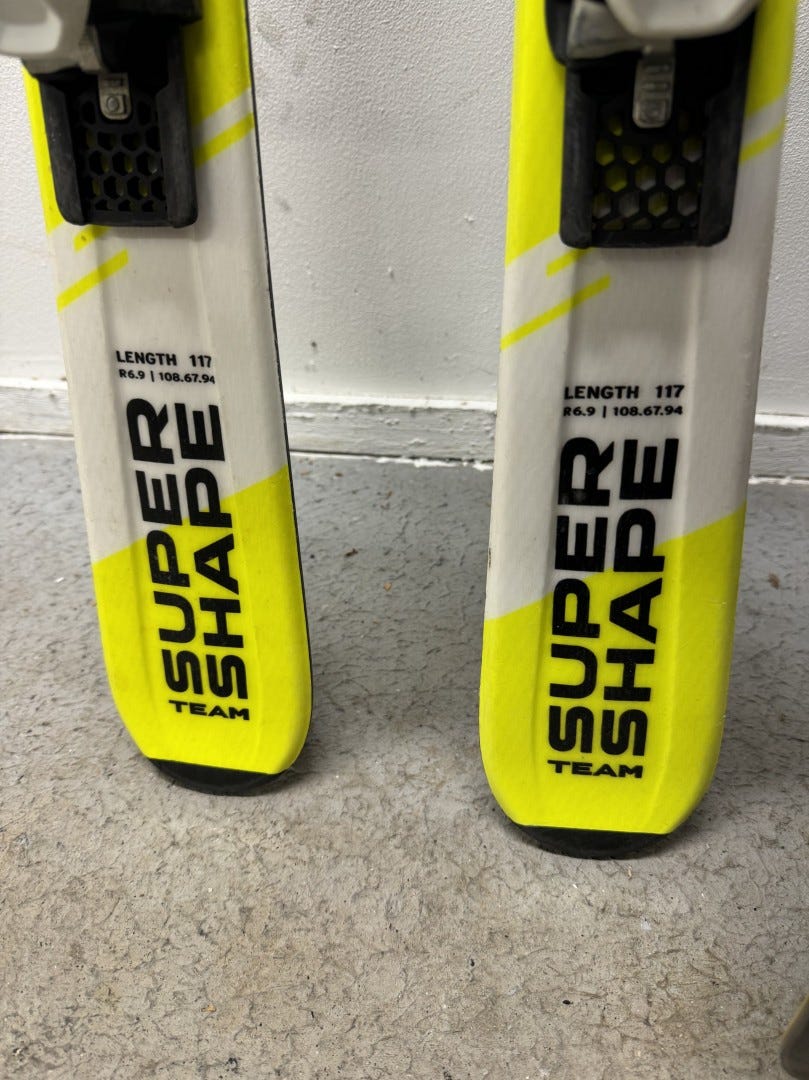 LENGTH 117
R6.9 | 108.67.94
SUPER
SHAPE
TEAM
LENGTH 117
R6.9 | 108.67.94
SUPER
SHAPE
TEAM